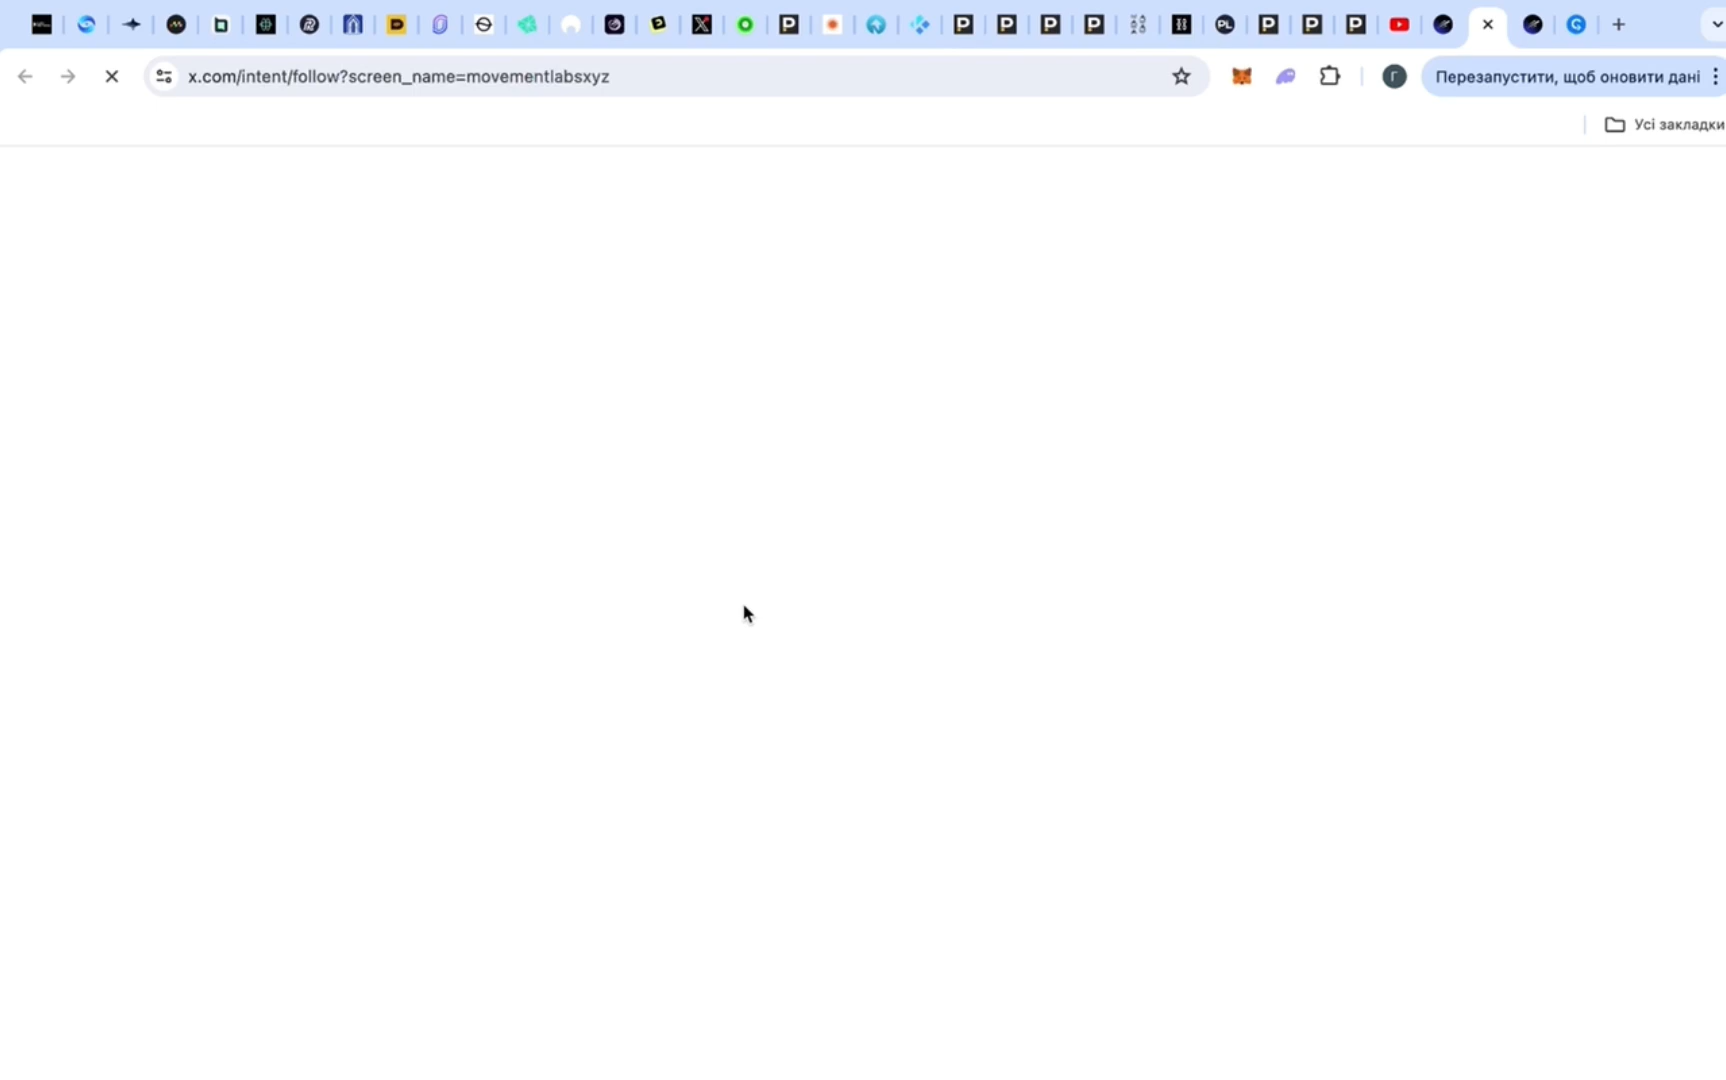 x.com/intent/follow?screen_name=movementlabsxyz
Г
Перезапустити, щоб оновити дані
Усі закладки